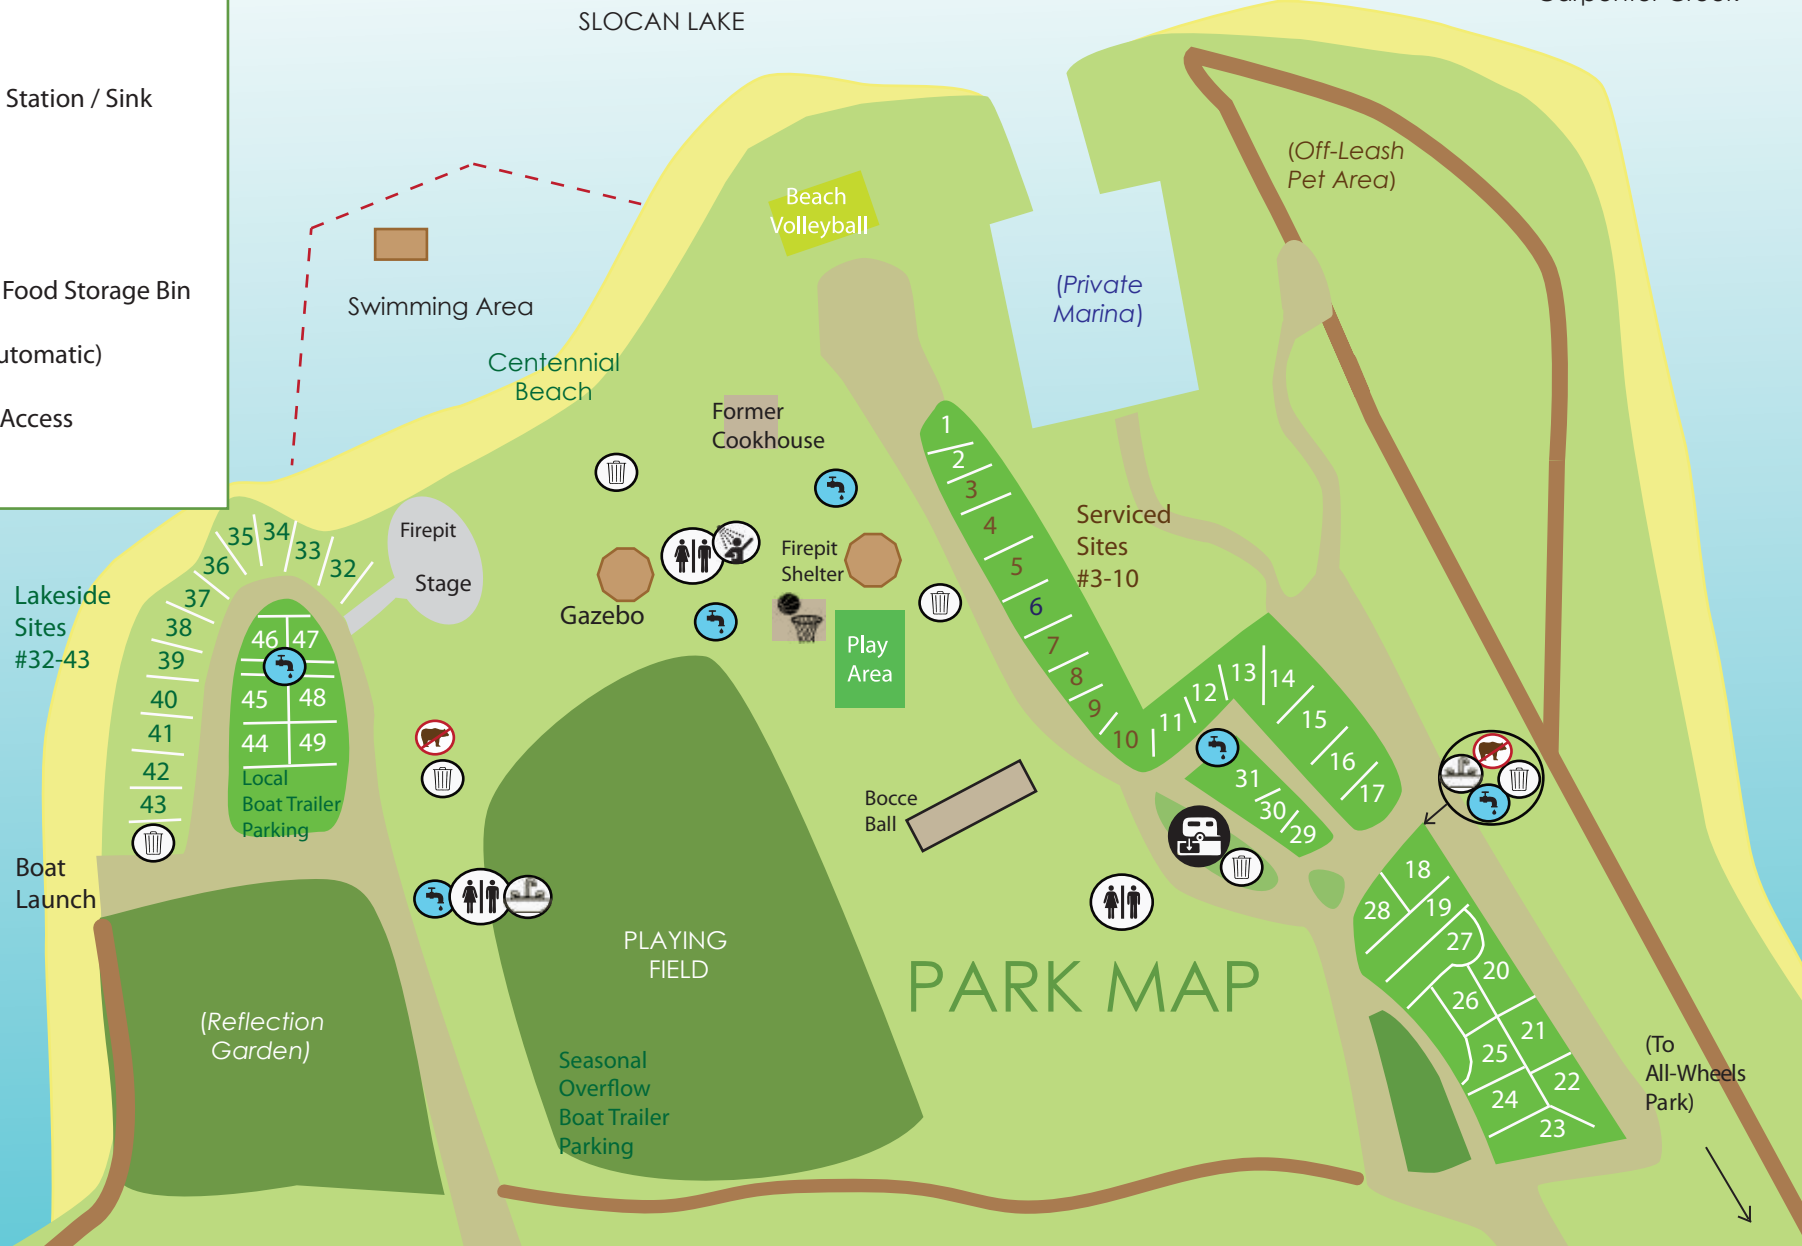 SLOCAN LAKE
Station / Sink
Food Storage Bin
Access
(Off-Leash
Pet Area)
Beach
Volleyball
(Private
Marina)
Swimming Area
Centennial
Beach
Former
Cookhouse
Firepit
Stage
Firepit
Shelter
Gazebo
Play
Area
Serviced
Sites
#3-10
Lakeside
Sites
#32-43
1
2
3
4
5
6
7
8
9
10
11
12
13
14
15
16
17
31
30
29
18
28
19
27
20
26
21
25
22
24
23
35
34
33
32
36
37
38
39
40
41
42
43
46
47
45
48
44
49
Local
Boat Trailer
Parking
Boat
Launch
Bocce
Ball
PLAYING
FIELD
PARK MAP
(Reflection
Garden)
Seasonal
Overflow
Boat Trailer
Parking
(To
All-Wheels
Park)